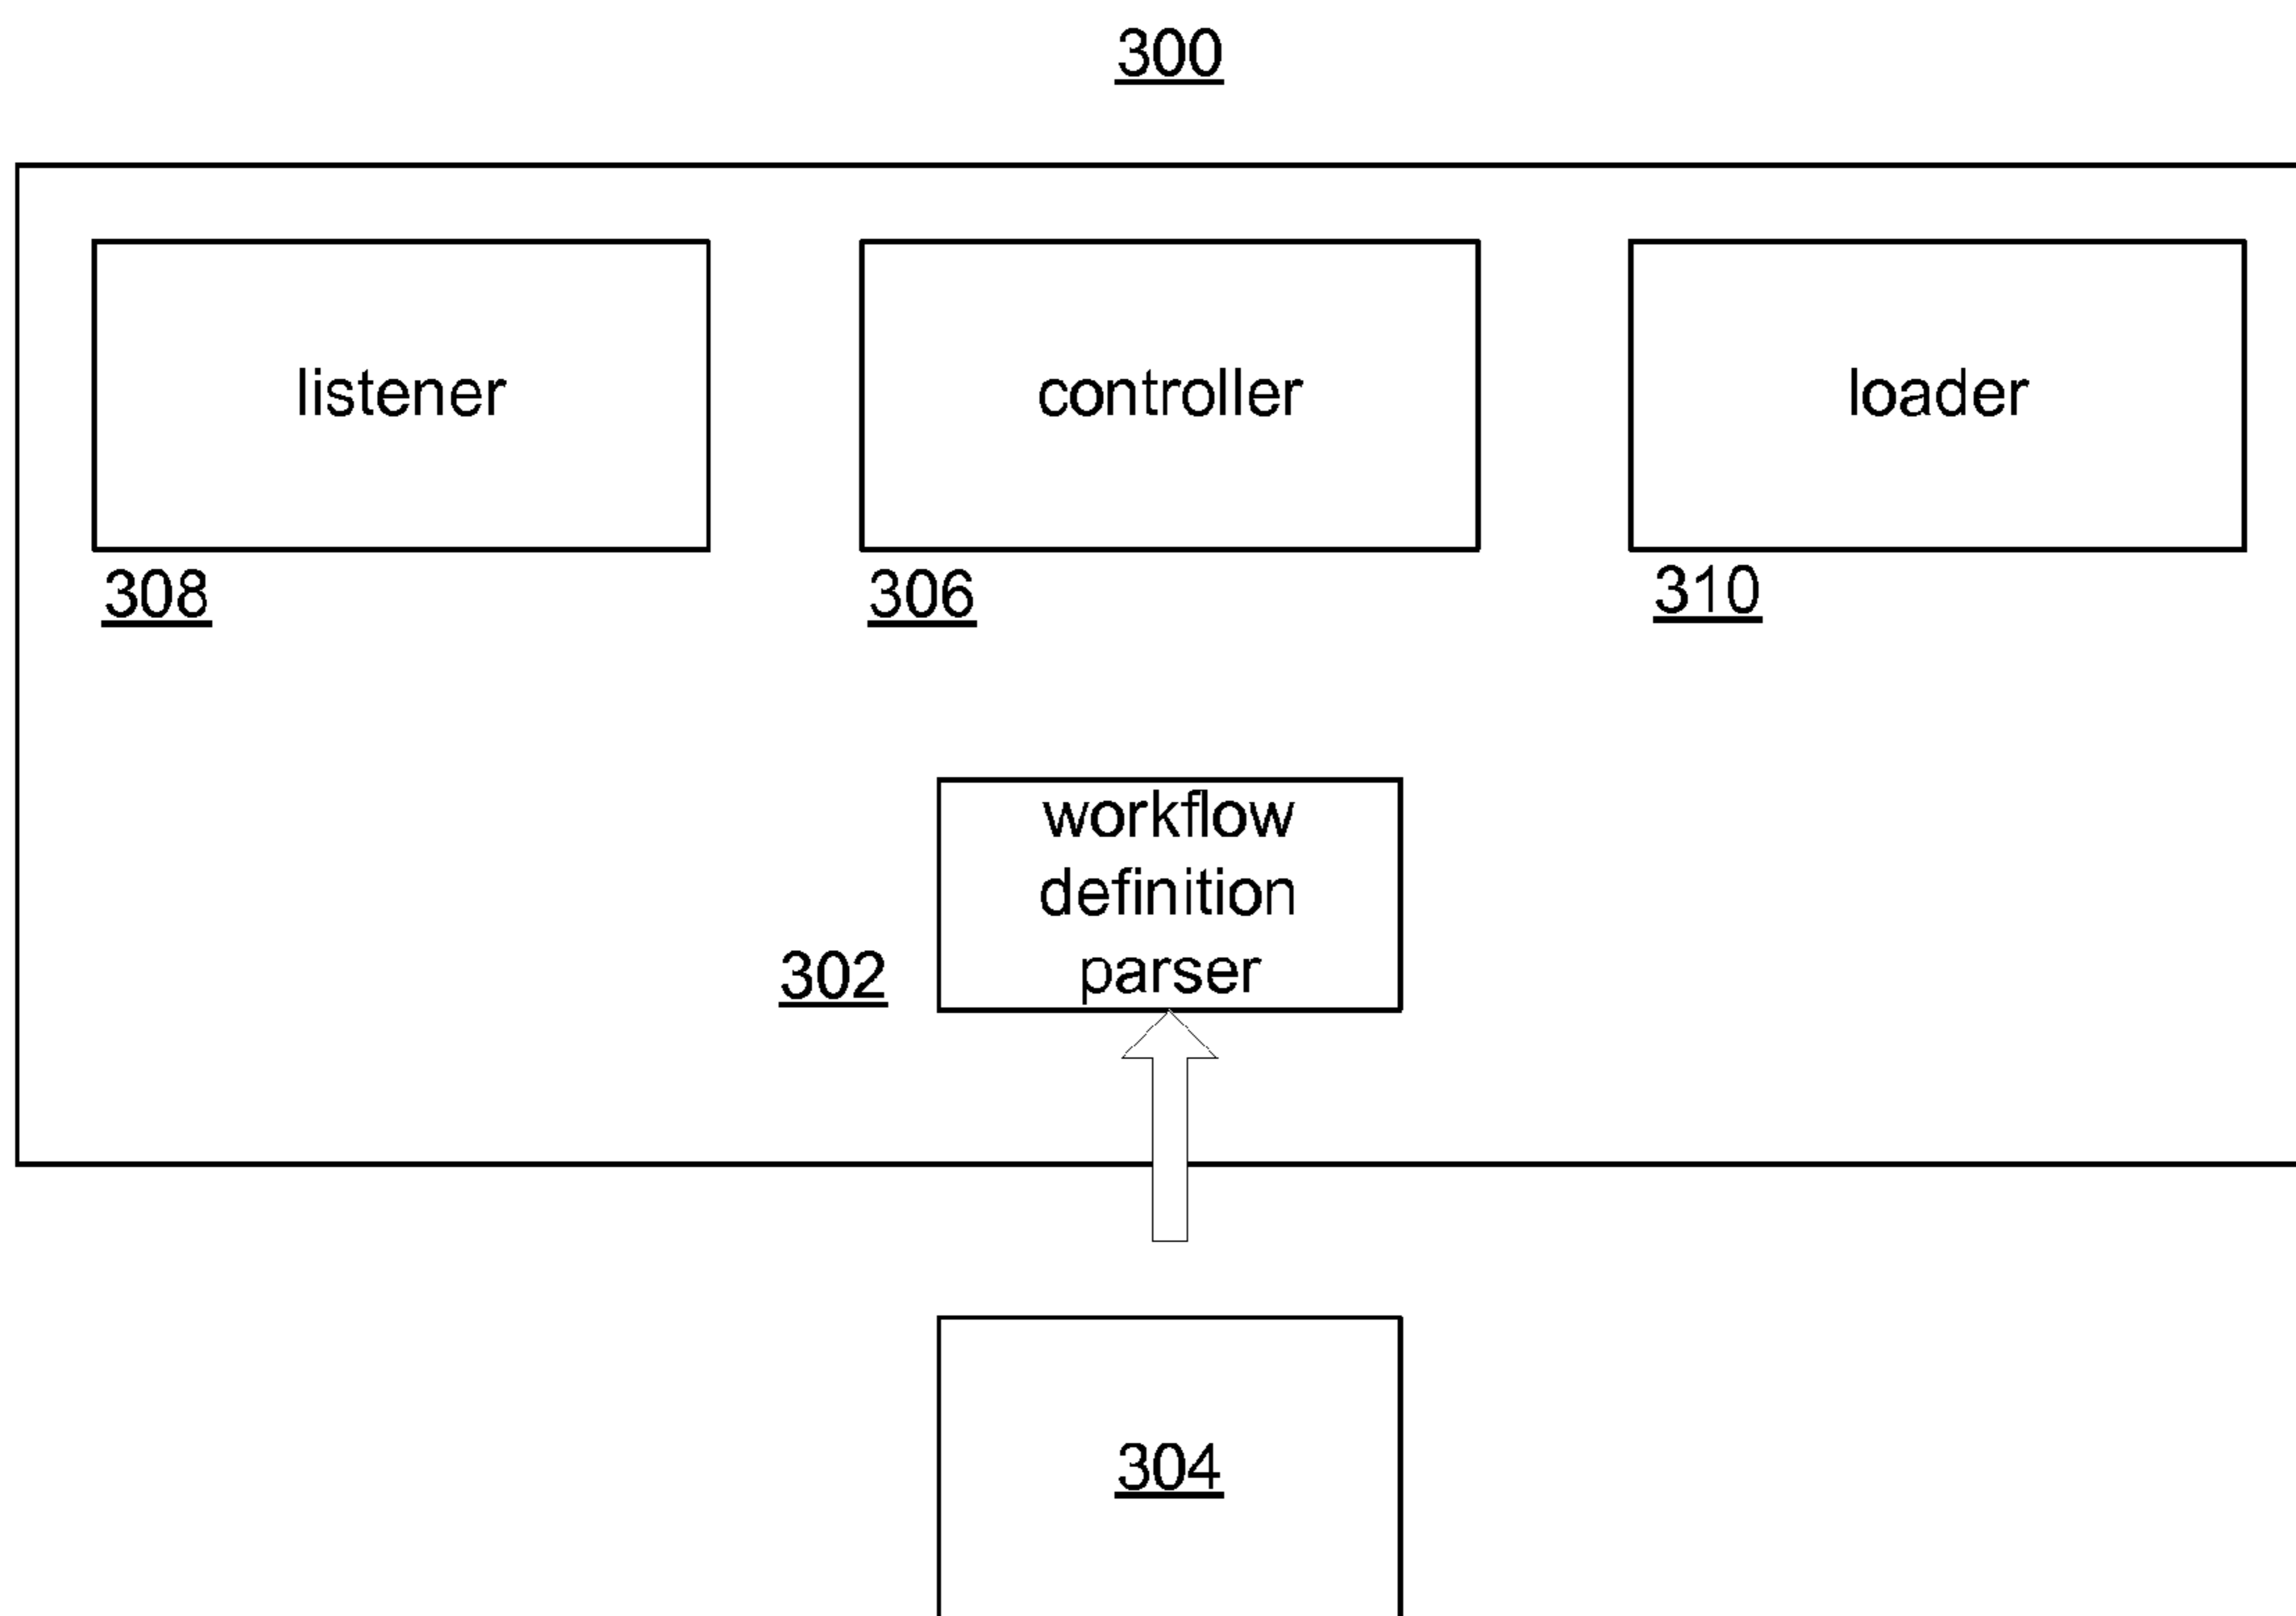 300
listener
controller
loader
308
306
310
workflow
definition
parser
302
304